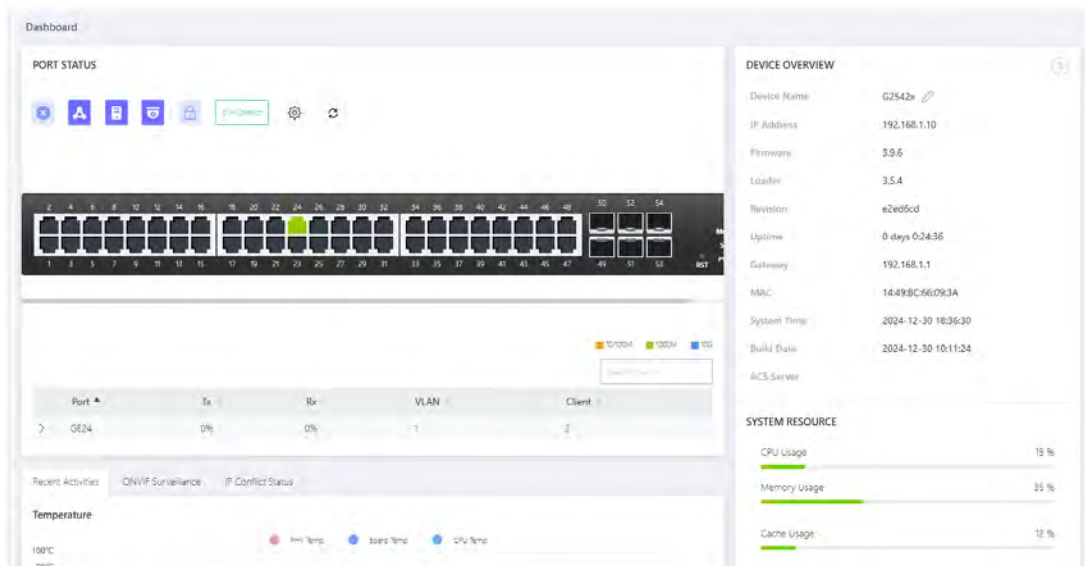 Dashboard
PORT STATUS
2 4 6 8 10 12 14 16 18 20 22 24 26 28 30 32 34 36 38 40 42 44 46 48 50 52 54
1 3 5 7 9 11 13 15 17 19 21 23 25 27 29 31 33 35 37 39 41 43 45 47 49 51 53 RST
10/100M 1000M 10G
Port Tx Rx VLAN Client
GE24 0% 0% 1 2
Recent Activities ONVIF Surveillance IP Conflict Status
Temperature
PHY Temp Board Temp CPU Temp
100°C
DEVICE OVERVIEW
Device Name G2542x
IP Address 192.168.1.10
Firmware 3.9.6
Loader 3.5.4
Revision e2ed6cd
Uptime 0 days 0:24:36
Gateway 192.168.1.1
MAC 14:49:BC:66:09:3A
System Time 2024-12-30 18:36:30
Build Date 2024-12-30 10:11:24
ACS Server
SYSTEM RESOURCE
CPU Usage 15 %
Memory Usage 35 %
Cache Usage 12 %